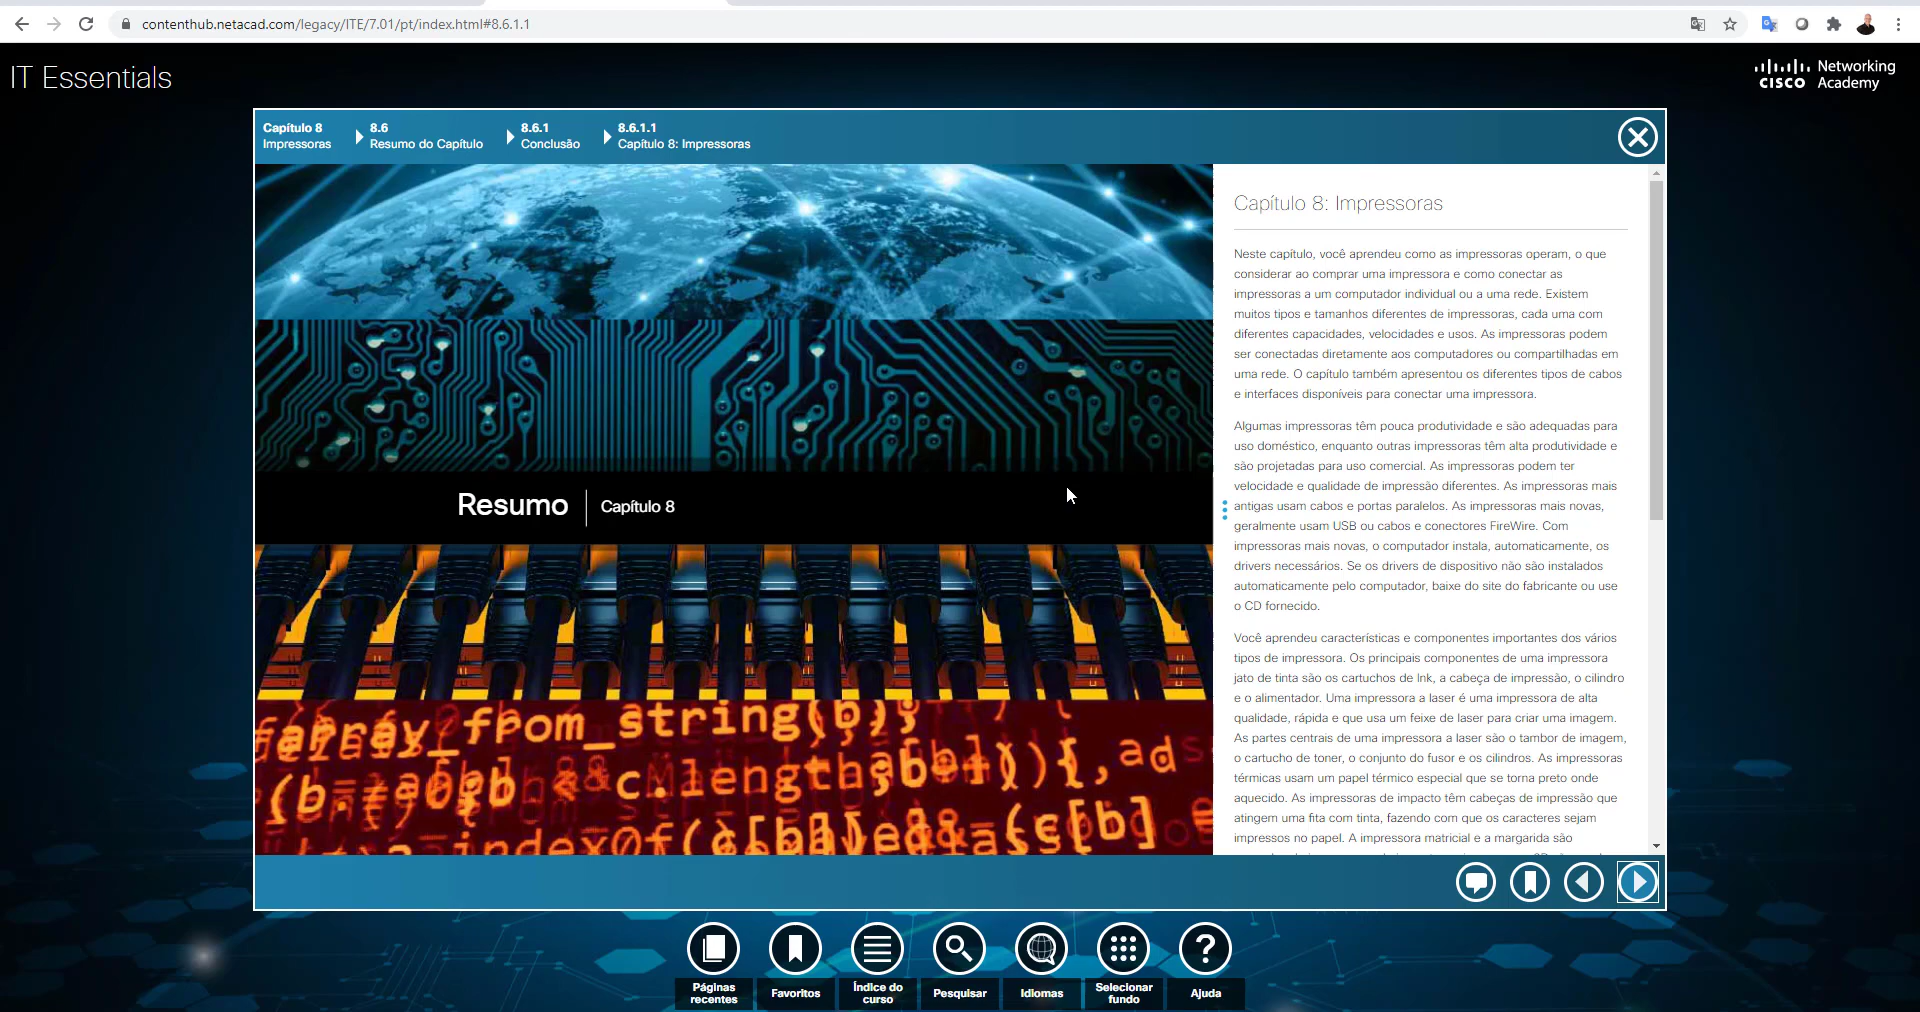 contenthub.netacad.com/legacy/ITE/7.01/pt/index.html#8.6.1.1
IT Essentials
CISCO
Networking
Academy
Capítulo 8
Impressoras
8.6
Resumo do Capítulo
8.6.1
Conclusão
8.6.1.1
Capítulo 8: Impressoras
Resumo
Capítulo 8
array_from_string(b);
Capítulo 8: Impressoras
Neste capítulo, você aprendeu como as impressoras operam, o que
considerar ao comprar uma impressora e como conectar as
impressoras a um computador individual ou a uma rede. Existem
muitos tipos e tamanhos diferentes de impressoras, cada uma com
diferentes capacidades, velocidades e usos. As impressoras podem
ser conectadas diretamente aos computadores ou compartilhadas em
uma rede. O capítulo também apresentou os diferentes tipos de cabos
e interfaces disponíveis para conectar uma impressora.
Algumas impressoras têm pouca produtividade e são adequadas para
uso doméstico, enquanto outras impressoras têm alta produtividade e
são projetadas para uso comercial. As impressoras podem ter
velocidade e qualidade de impressão diferentes. As impressoras mais
antigas usam cabos e portas paralelos. As impressoras mais novas,
geralmente usam USB ou cabos e conectores FireWire. Com
impressoras mais novas, o computador instala, automaticamente, os
drivers necessários. Se os drivers de dispositivo não são instalados
automaticamente pelo computador, baixe do site do fabricante ou use
o CD fornecido.
Você aprendeu características e componentes importantes dos vários
tipos de impressora. Os principais componentes de uma impressora
jato de tinta são os cartuchos de Ink, a cabeça de impressão, o cilindro
e o alimentador. Uma impressora a laser é uma impressora de alta
qualidade, rápida e que usa um feixe de laser para criar uma imagem.
As partes centrais de uma impressora a laser são o tambor de imagem,
o cartucho de toner, o conjunto do fusor e os cilindros. As impressoras
térmicas usam um papel térmico especial que se torna preto onde
aquecido. As impressoras de impacto têm cabeças de impressão que
atingem uma fita com tinta, fazendo com que os caracteres sejam
impressos no papel. A impressora matricial e a margarida são
Páginas
recentes
Favoritos
Índice do
curso
Pesquisar
Idiomas
Selecionar
fundo
?
Ajuda